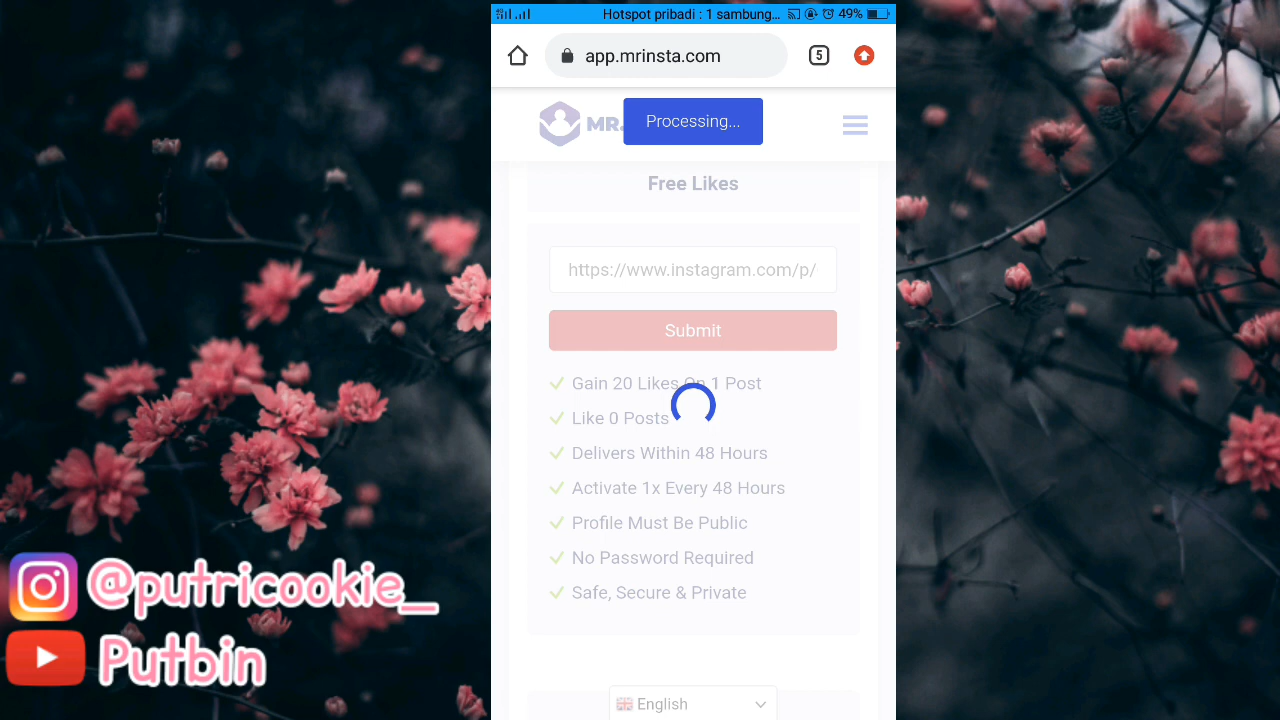 Hotspot pribadi : 1 sambung... 49%
app.mrinsta.com 5
MR.
Processing...
Free Likes
https://www.instagram.com/p/
Submit
Gain 20 Likes On 1 Post
Like 0 Posts
Delivers Within 48 Hours
Activate 1x Every 48 Hours
Profile Must Be Public
No Password Required
Safe, Secure & Private
English
@putricookie_
Putbin